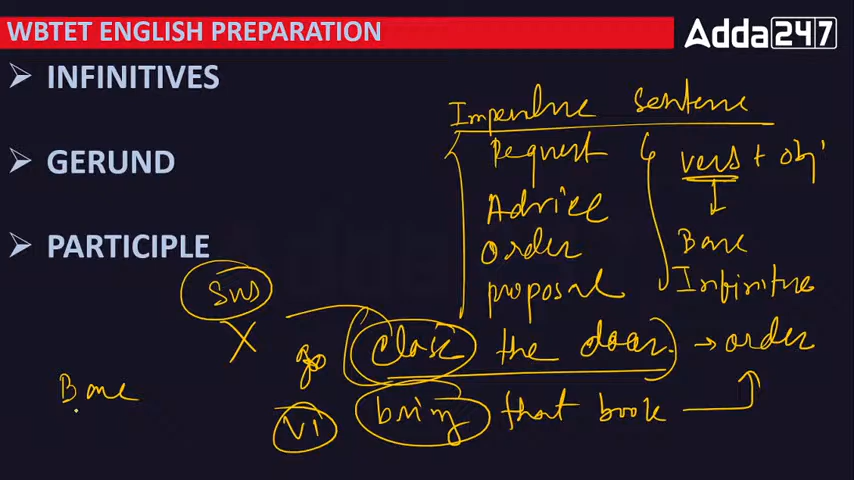 WBTET ENGLISH PREPARATION
Adda247
➢ INFINITIVES
➢ GERUND
➢ PARTICIPLE
Imperative sentence
Request
Advice
Order
proposal
verb + obj
Bare
Infinitive
sub
X
go
close the door. → order
V1
bring that book
Bare